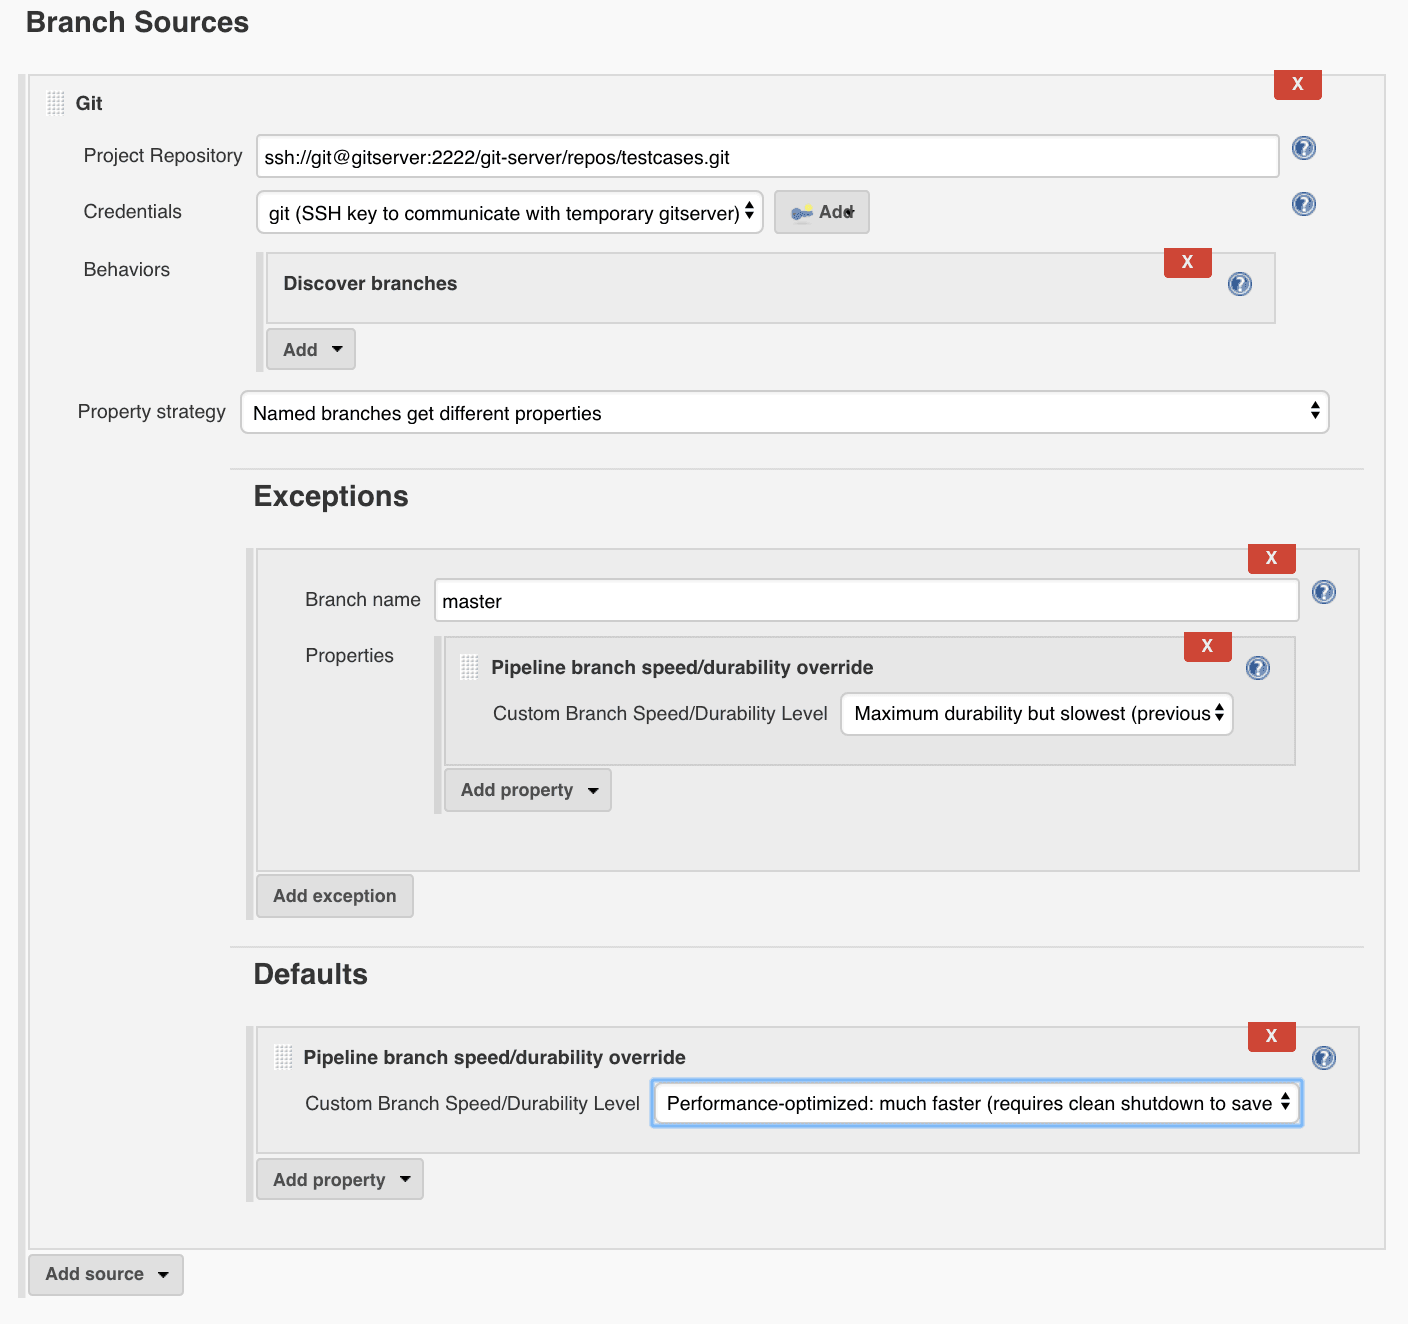 Branch Sources
X
Git
Project Repository ssh://git@gitserver:2222/git-server/repos/testcases.git ?
Credentials git (SSH key to communicate with temporary gitserver) Add ?
Behaviors
X
Discover branches ?
Add
Property strategy Named branches get different properties
Exceptions
X
Branch name master ?
Properties
X
Pipeline branch speed/durability override ?
Custom Branch Speed/Durability Level Maximum durability but slowest (previous
Add property
Add exception
Defaults
X
Pipeline branch speed/durability override ?
Custom Branch Speed/Durability Level Performance-optimized: much faster (requires clean shutdown to save
Add property
Add source